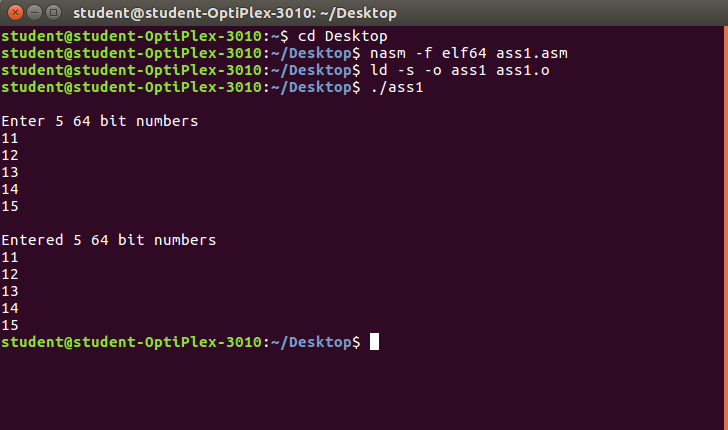 student@student-OptiPlex-3010: ~/Desktop
student@student-OptiPlex-3010:~$ cd Desktop
student@student-OptiPlex-3010:~/Desktop$ nasm -f elf64 ass1.asm
student@student-OptiPlex-3010:~/Desktop$ ld -s -o ass1 ass1.o
student@student-OptiPlex-3010:~/Desktop$ ./ass1
Enter 5 64 bit numbers
11
12
13
14
15
Entered 5 64 bit numbers
11
12
13
14
15
student@student-OptiPlex-3010:~/Desktop$